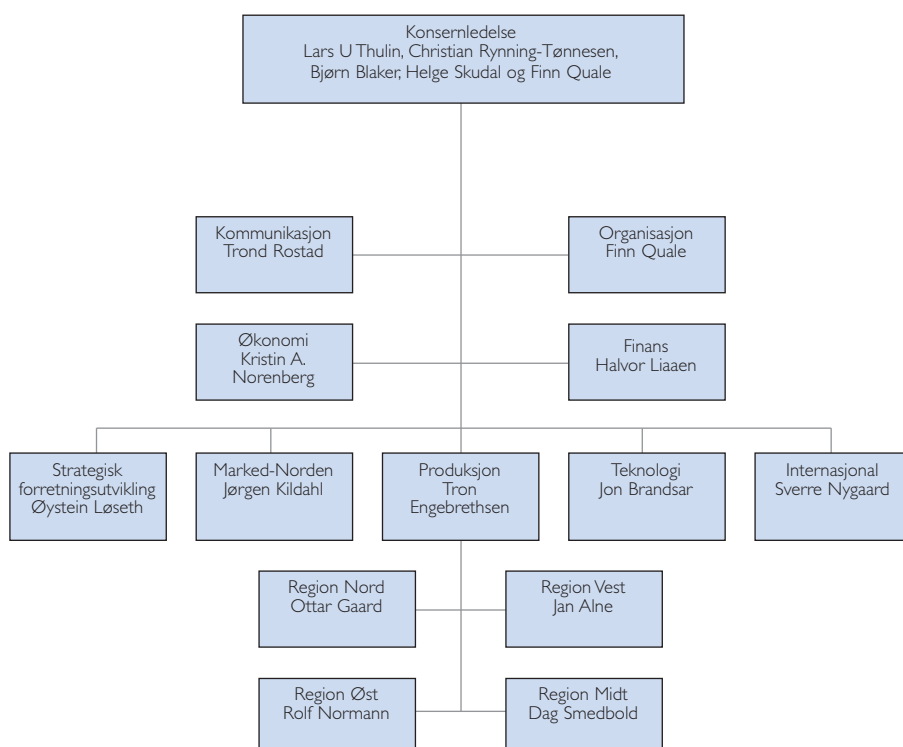 Konsernledelse
Lars U Thulin, Christian Rynning-Tønnesen,
Bjørn Blaker, Helge Skudal og Finn Quale
Kommunikasjon
Trond Rostad
Organisasjon
Finn Quale
Økonomi
Kristin A.
Norenberg
Finans
Halvor Liaaen
Strategisk
forretningsutvikling
Øystein Løseth
Marked-Norden
Jørgen Kildahl
Produksjon
Tron
Engebrethsen
Teknologi
Jon Brandsar
Internasjonal
Sverre Nygaard
Region Nord
Ottar Gaard
Region Vest
Jan Alne
Region Øst
Rolf Normann
Region Midt
Dag Smedbold